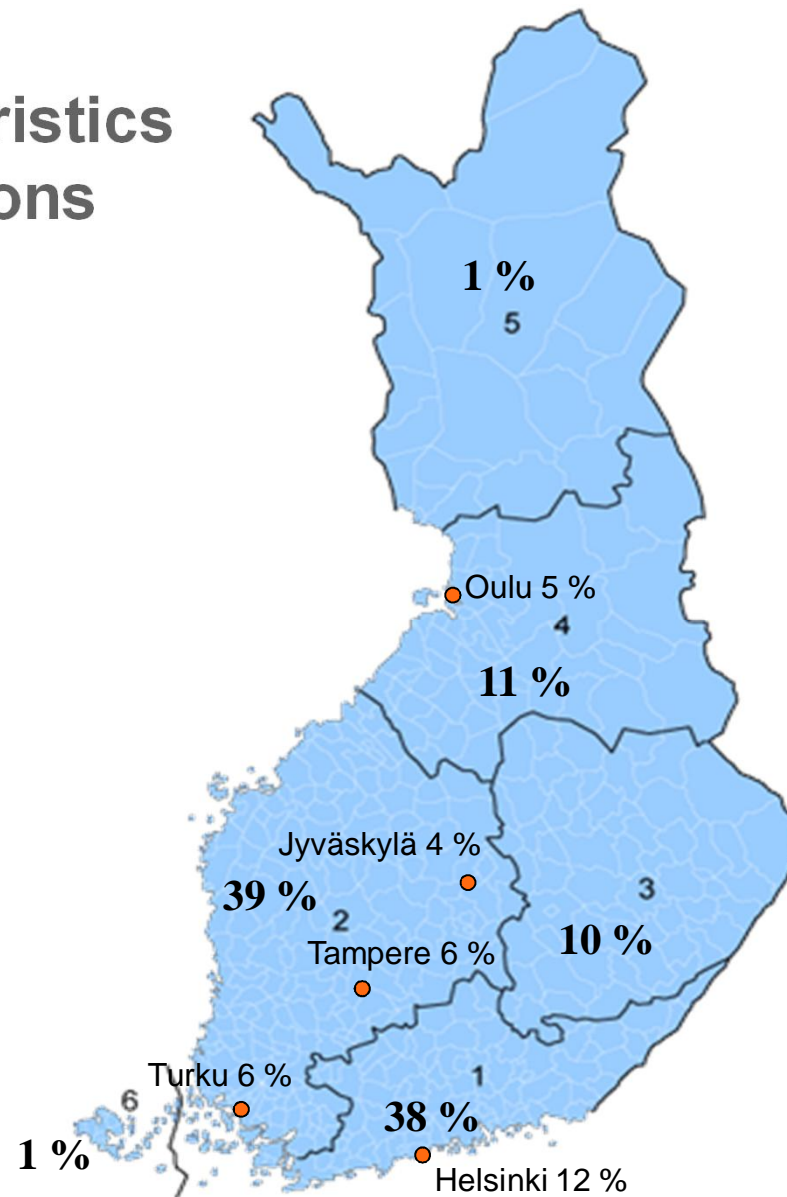 ristics
ons
1 %
5
Oulu 5 %
4
11 %
Jyväskylä 4 %
39 %
2
3
10 %
Tampere 6 %
Turku 6 %
6
1
38 %
1 %
Helsinki 12 %